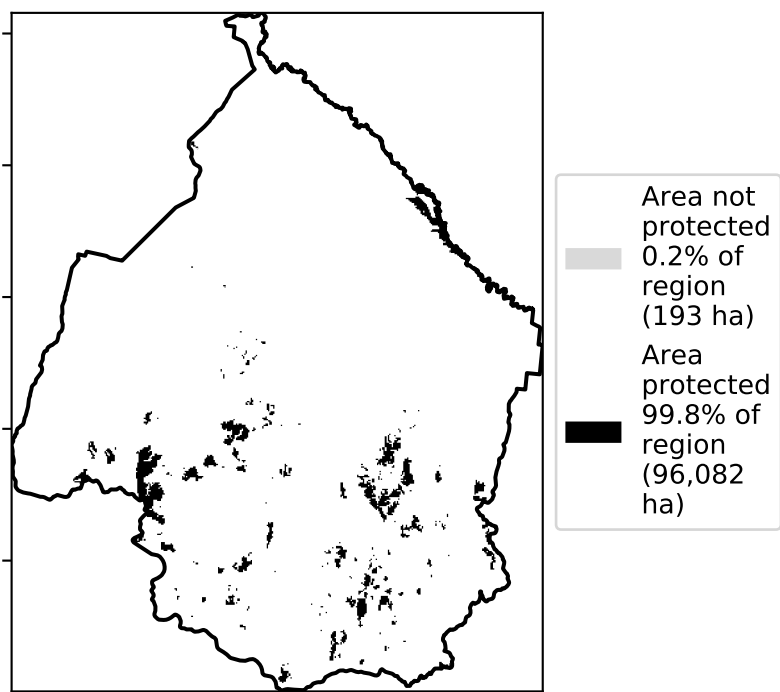 Area not
protected
0.2% of
region
(193 ha)
Area
protected
99.8% of
region
(96,082
ha)